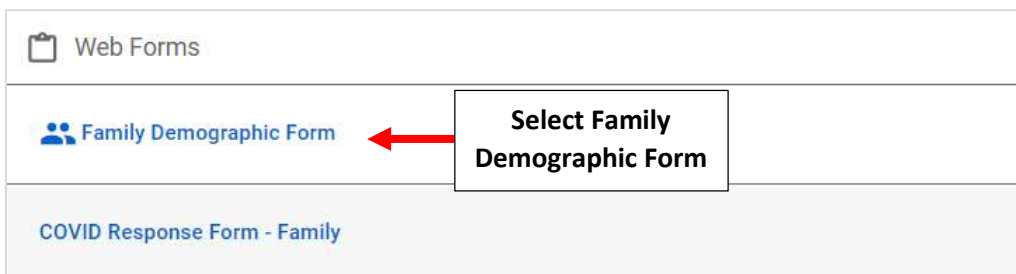 Web Forms
Family Demographic Form
Select Family
Demographic Form
COVID Response Form - Family